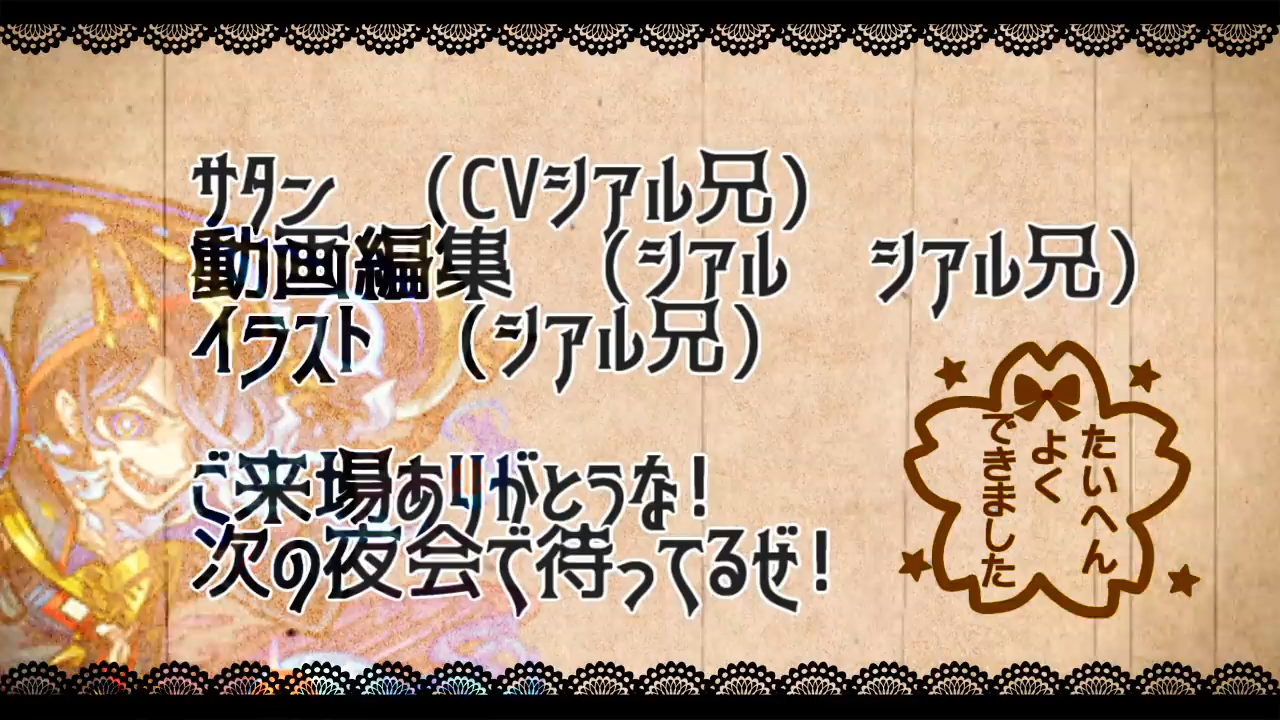 サタン　（CVシアル兄）
動画編集　（シアル　シアル兄）
イラスト　（シアル兄）
ご来場ありがとうな！
次の夜会で待ってるぜ！
たいへん
よく
できました